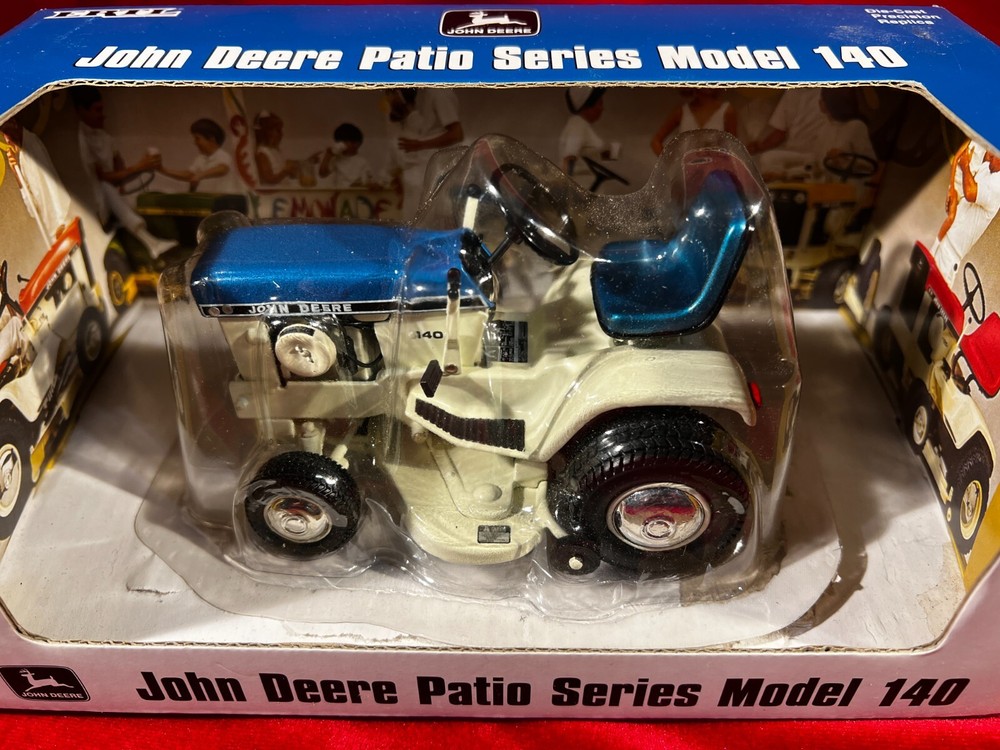 ERTL
JOHN DEERE
Die-Cast
Precision
Replica
John Deere Patio Series Model 140
LEMONADE
JOHN DEERE
140
JOHN DEERE
John Deere Patio Series Model 140